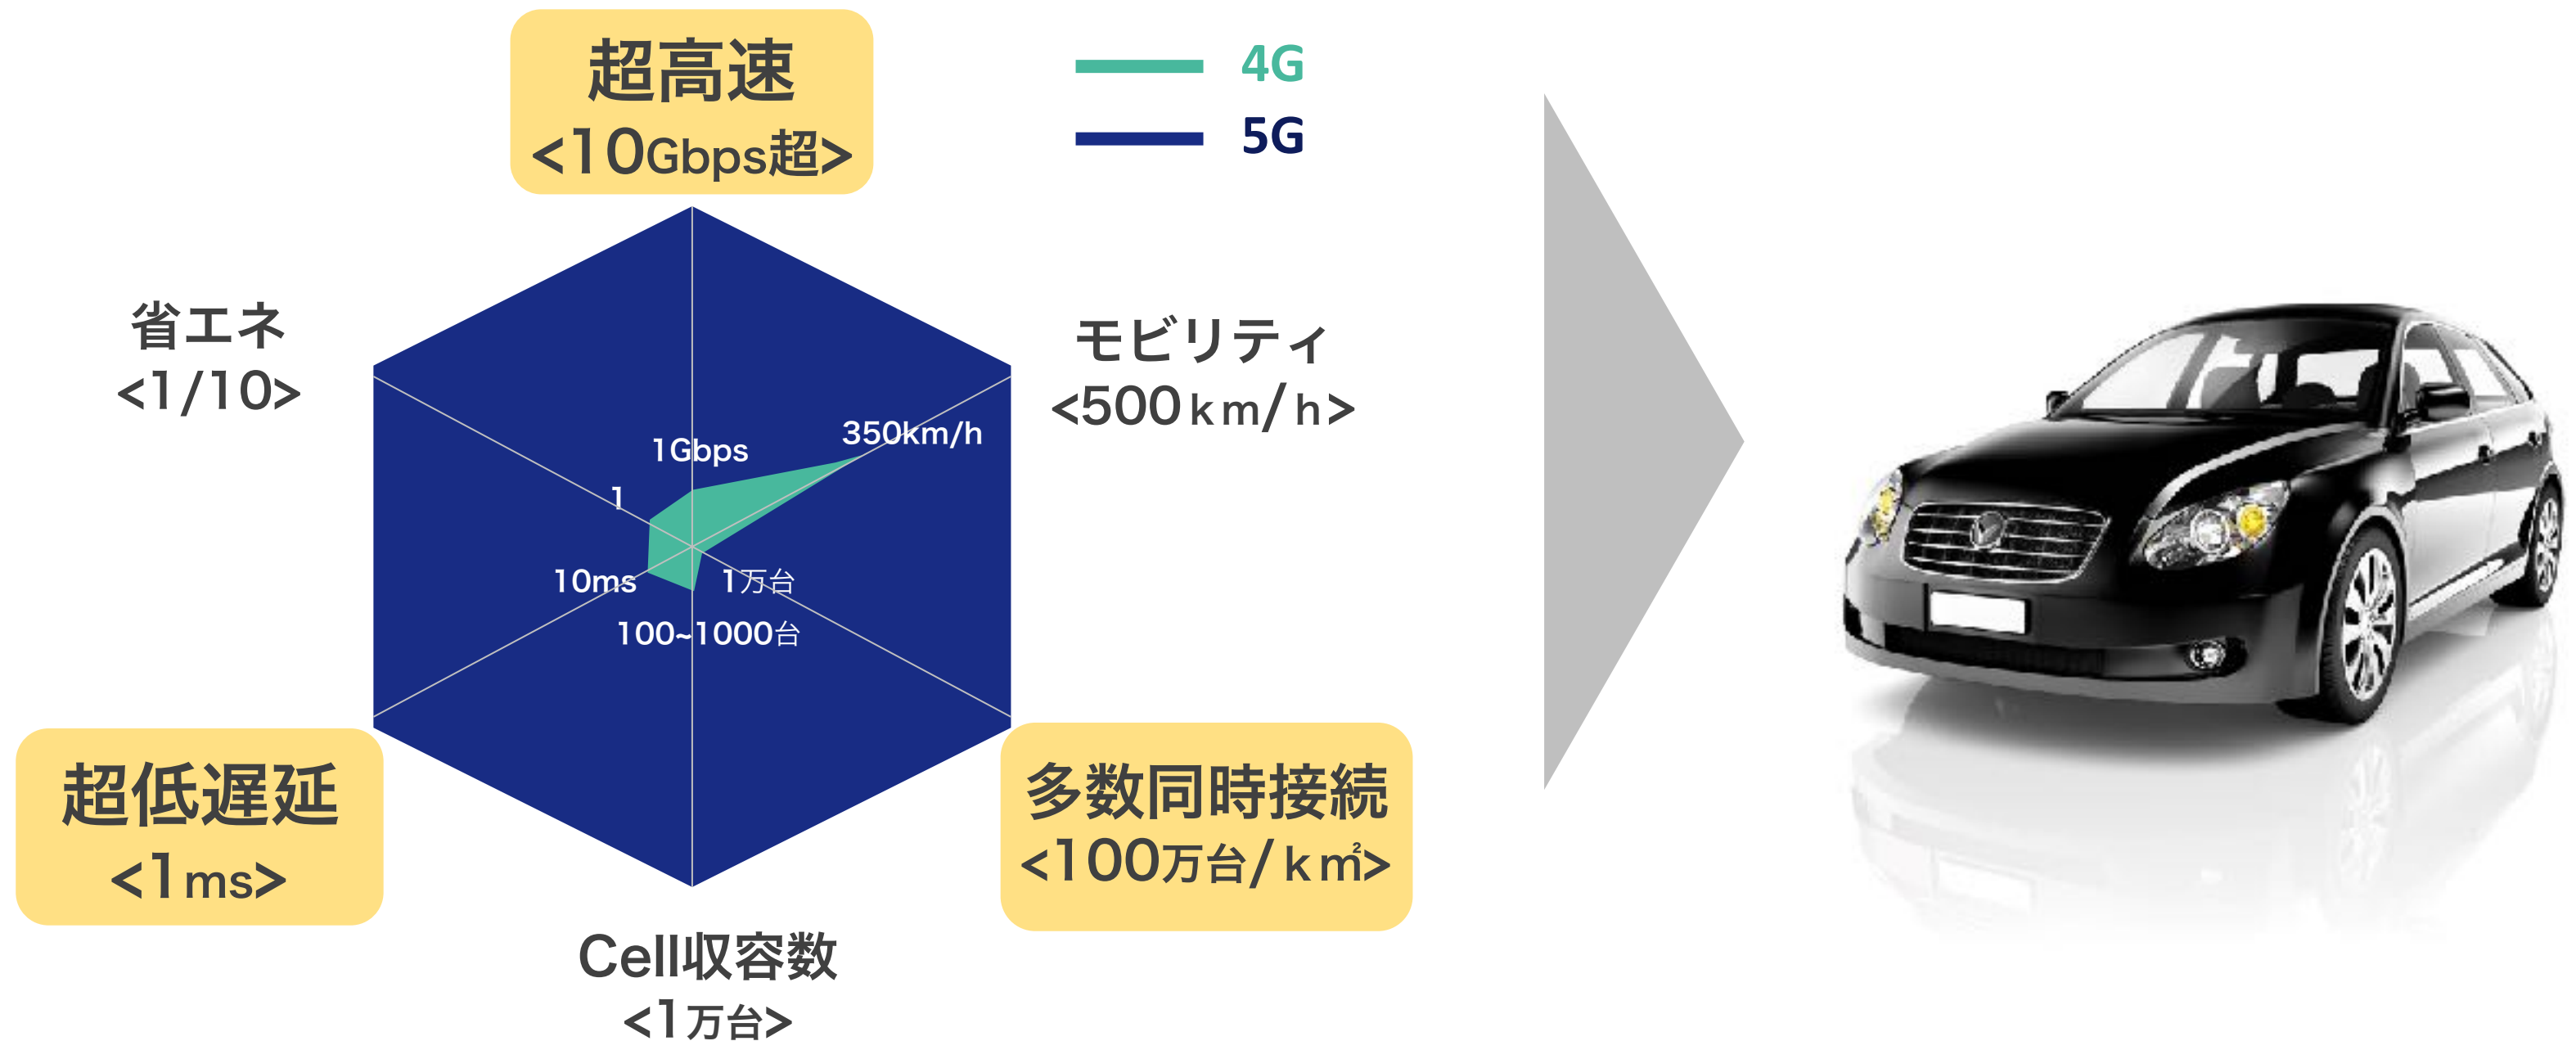 超高速
<10Gbps超>
4G
5G
省エネ
<1/10>
モビリティ
<500ｋｍ/ｈ>
350km/h
1Gbps
1
10ms
1万台
100~1000台
超低遅延
<1ms>
多数同時接続
<100万台/ｋ㎡>
Cell収容数
<1万台>